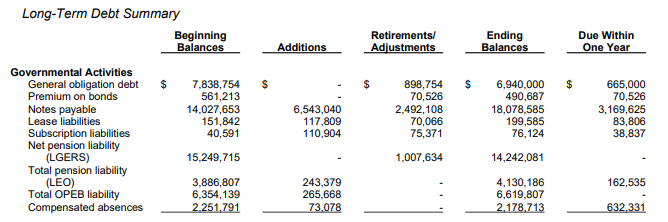 Long-Term Debt Summary
Beginning Retirements/ Ending Due Within
Balances Additions Adjustments Balances One Year
Governmental Activities
General obligation debt $ 7,838,754 $ - $ 898,754 $ 6,940,000 $ 665,000
Premium on bonds 561,213 - 70,526 490,687 70,526
Notes payable 14,027,653 6,543,040 2,492,108 18,078,585 3,169,625
Lease liabilities 151,842 117,809 70,066 199,585 83,806
Subscription liabilities 40,591 110,904 75,371 76,124 38,837
Net pension liability
(LGERS) 15,249,715 - 1,007,634 14,242,081 -
Total pension liability
(LEO) 3,886,807 243,379 - 4,130,186 162,535
Total OPEB liability 6,354,139 265,668 - 6,619,807 -
Compensated absences 2,251,791 73,078 - 2,178,713 632,331